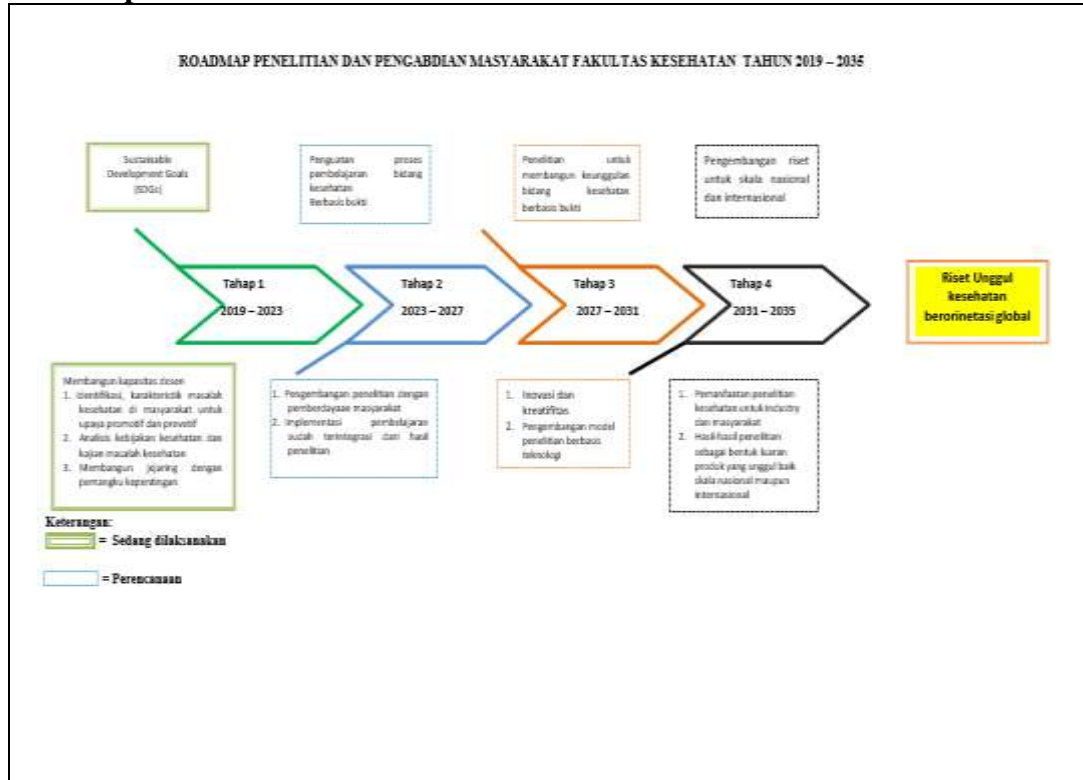 ROADMAP PENELITIAN DAN PENGABDIAN MASYARAKAT FAKULTAS KESEHATAN TAHUN 2019 – 2035
Sustainable
Development Goals
(SDGs)
Penguatan proses
pembelajaran bidang
kesehatan
Berbasis bukti
Penelitian untuk
membangun keunggulan
bidang kesehatan
berbasis bukti
Pengembangan riset
untuk skala nasional
dan internasional
Tahap 1
2019 – 2023
Tahap 2
2023 – 2027
Tahap 3
2027 – 2031
Tahap 4
2031 – 2035
Riset Unggul
kesehatan
berorinetasi global
Membangun kapasitas dosen
1. Identifikasi, karakteristik masalah
kesehatan di masyarakat untuk
upaya promotif dan prevetif
2. Analisis kebijakan kesehatan dan
kajian masalah kesehatan
3. Membangun jejaring dengan
pemangku kepentingan
1. Pengembangan penelitian dengan
pemberdayaan masyarakat
2. Implementasi pembelajaran
sudah terintegrasi dari hasil
penelitian
1. Inovasi dan
kreatifitas
2. Pengembangan model
penelitian berbasis
teknologi
1. Pemanfaatan penelitian
kesehatan untuk industry
dan masyarakat
2. Hasil-hasil penelitian
sebagai bentuk luaran
produk yang unggul baik
skala nasional maupun
internasional
Keterangan:
= Sedang dilaksanakan
= Perencanaan